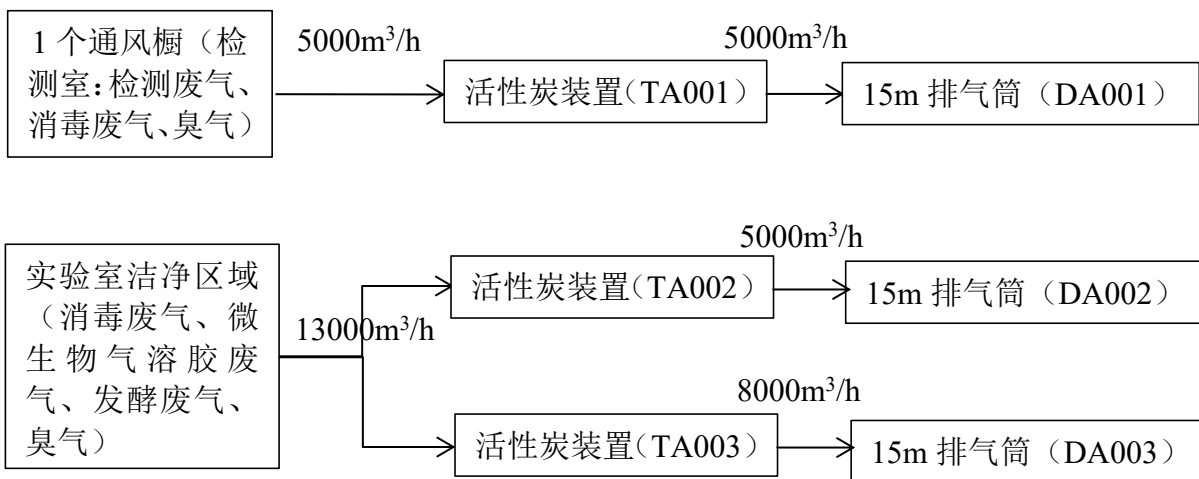 1 个通风橱（检
测室：检测废气、
消毒废气、臭气）
5000m³/h
活性炭装置（TA001）
5000m³/h
15m 排气筒（DA001）
实验室洁净区域
（消毒废气、微
生物气溶胶废
气、发酵废气、
臭气）
13000m³/h
活性炭装置（TA002）
5000m³/h
15m 排气筒（DA002）
活性炭装置（TA003）
8000m³/h
15m 排气筒（DA003）